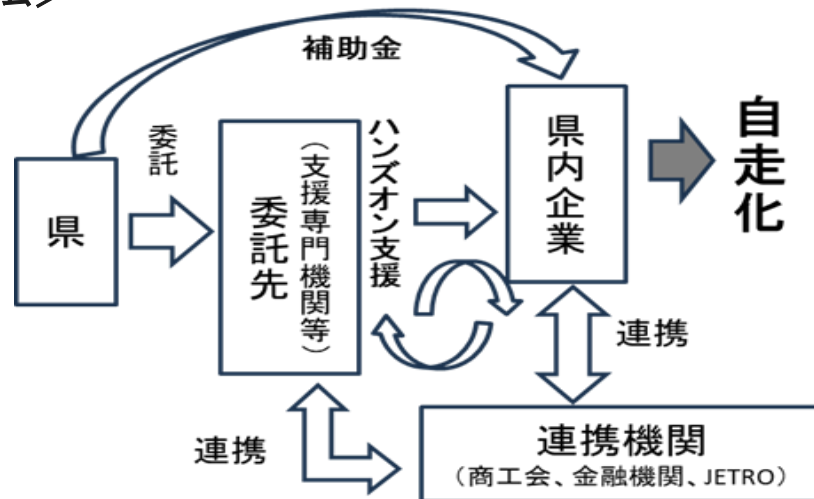 補助金
県
委託
委託先
（支援専門機関等）
ハンズオン支援
県内企業
自走化
連携
連携
連携機関
（商工会、金融機関、JETRO）